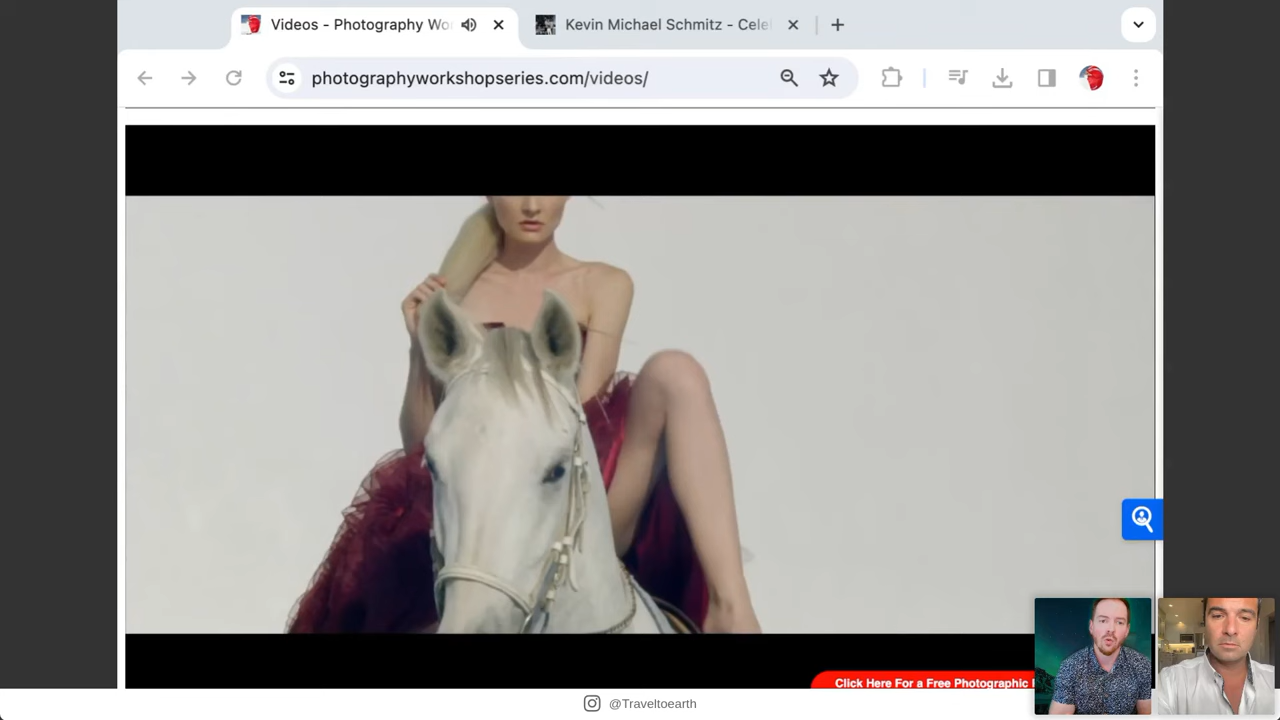 Videos - Photography Wo
Kevin Michael Schmitz - Cele
photographyworkshopseries.com/videos/
Click Here For a Free Photographic
@Traveltoearth